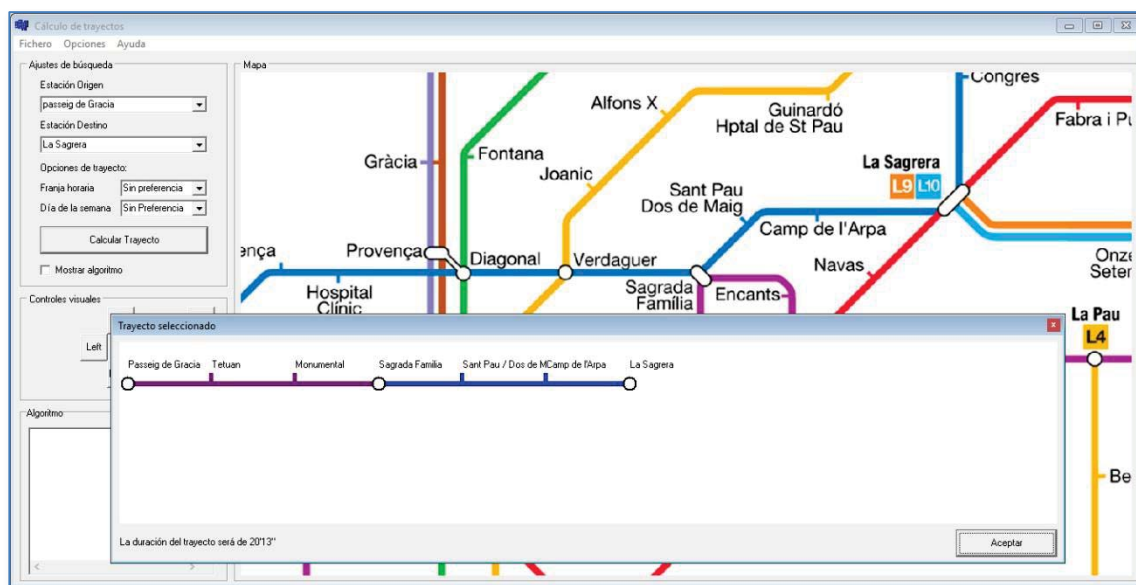 Cálculo de trayectos
Fichero Opciones Ayuda
Ajustes de búsqueda
Estación Origen
passeig de Gracia
Estación Destino
La Sagrera
Opciones de trayecto:
Franja horaria Sin preferencia
Día de la semana Sin Preferencia
Calcular Trayecto
Mostrar algoritmo
Controles visuales
Left
Algoritmo
Mapa
Congres
Alfons X
Guinardó
Hptal de St Pau
Fabra i Pu
Gràcia
Fontana
Joanic
La Sagrera
L9 L10
Sant Pau
Dos de Maig
Camp de l'Arpa
ença
Provença
Diagonal
Verdaguer
Navas
Onze
Seter
Hospital
Clínic
Sagrada
Família
Encants
La Pau
L4
Be
Trayecto seleccionado
Passeig de Gracia Tetuan Monumental Sagrada Familia Sant Pau / Dos de M Camp de l'Arpa La Sagrera
La duración del trayecto será de 20'13"
Aceptar